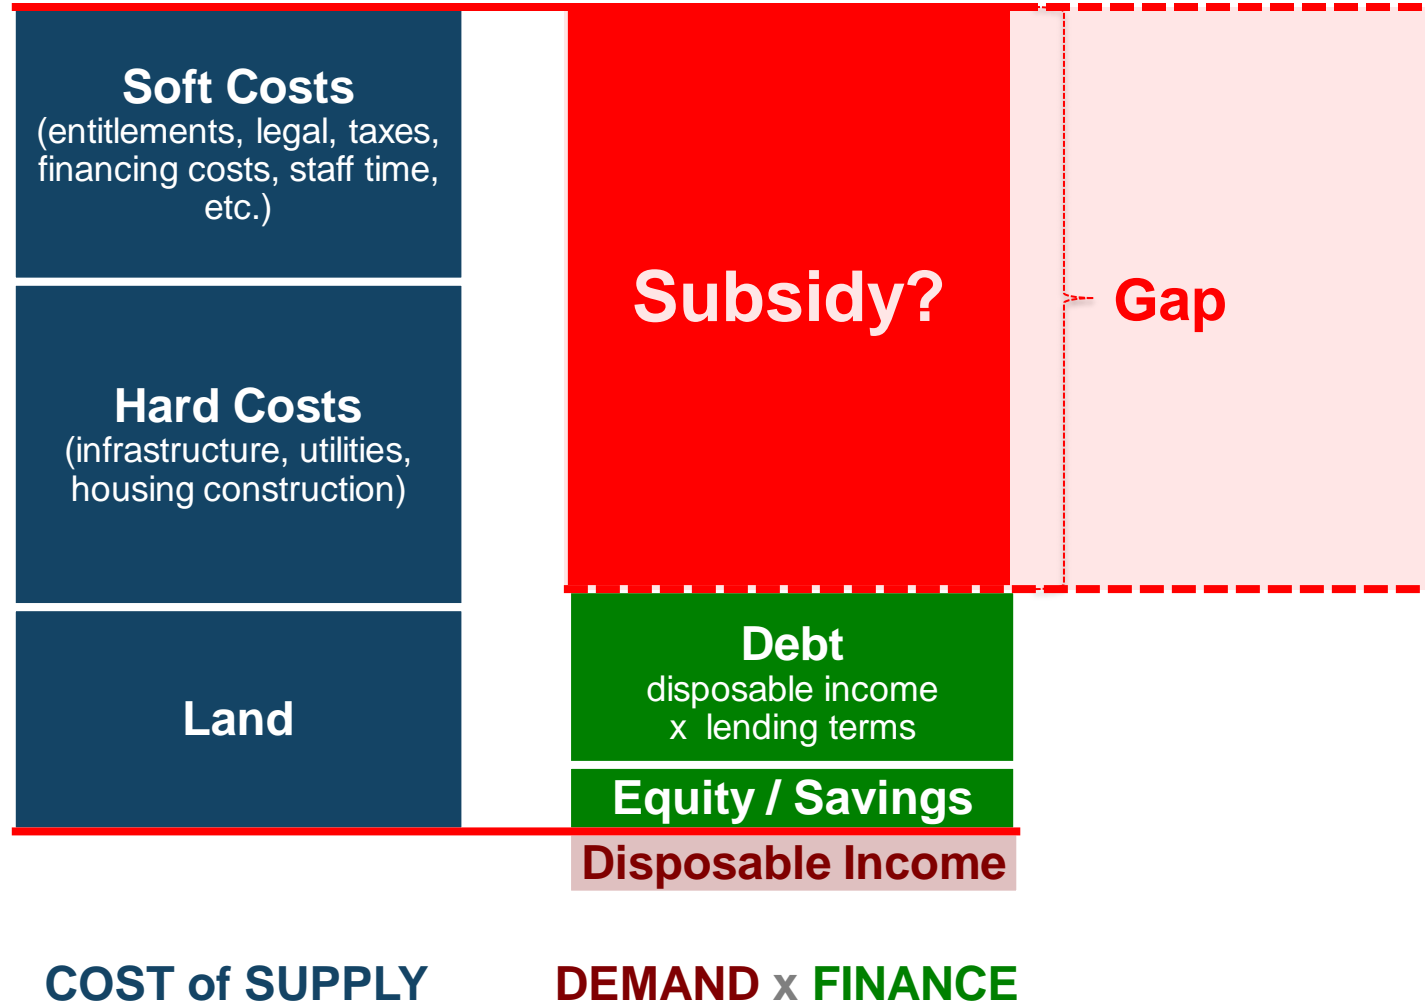 Soft Costs
(entitlements, legal, taxes,
financing costs, staff time,
etc.)
Hard Costs
(infrastructure, utilities,
housing construction)
Land
Subsidy?
Gap
Debt
disposable income
x lending terms
Equity / Savings
Disposable Income
COST of SUPPLY
DEMAND x FINANCE